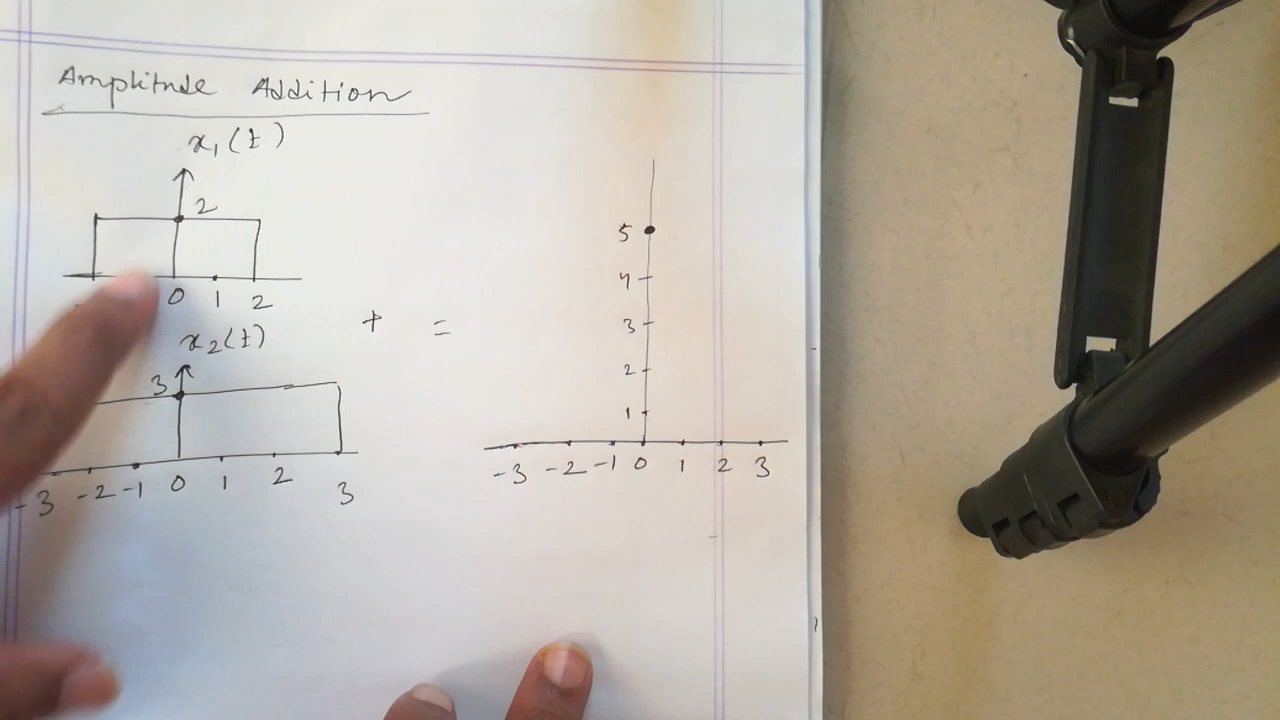 Amplitude Addition
x₁(t)
2
0 1 2
x₂(t)
+ =
3
-3 -2 -1 0 1 2 3
5
4
3
2
1
-3 -2 -1 0 1 2 3